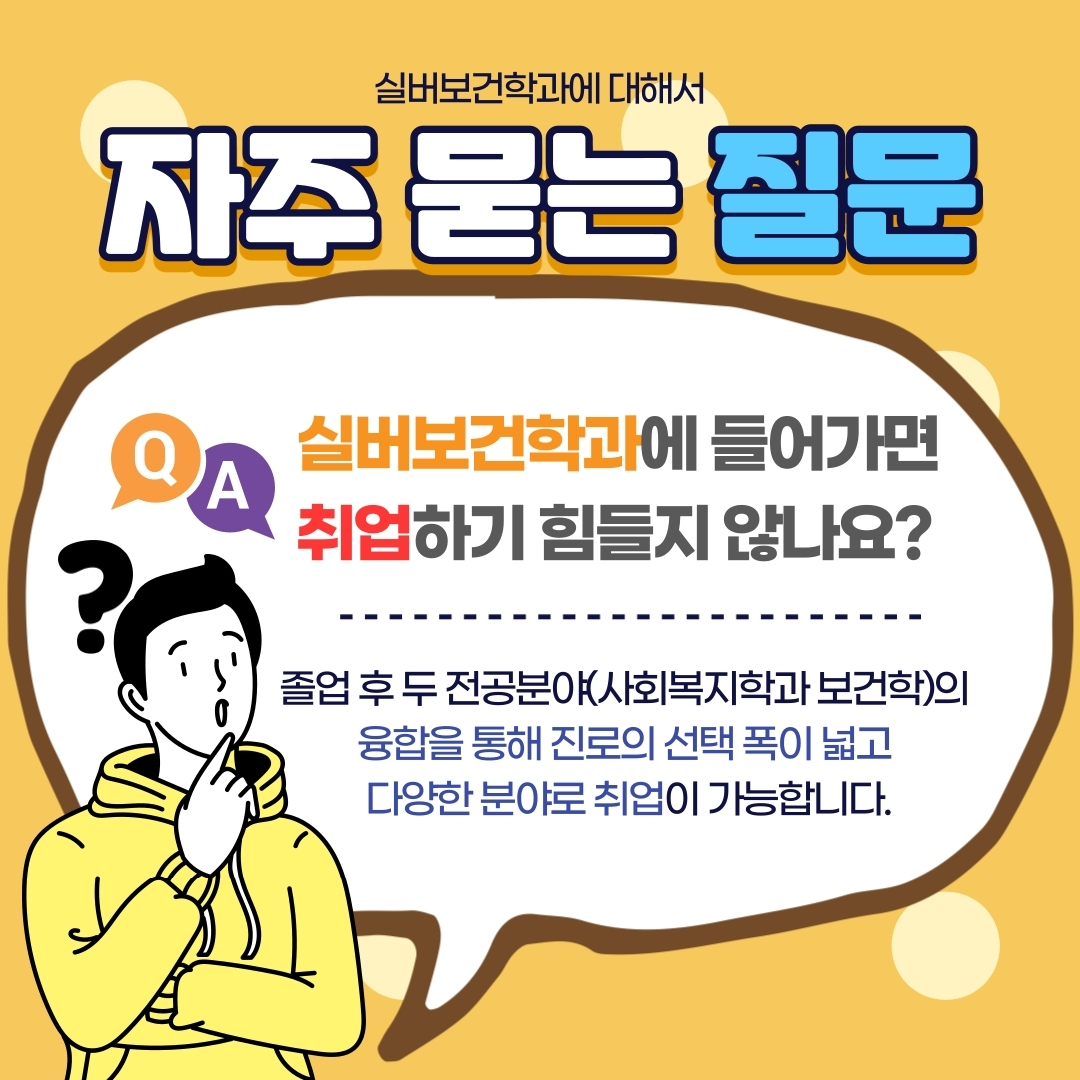 실버보건학과에 대해서
자주 묻는 질문
Q A
실버보건학과에 들어가면
취업하기 힘들지 않나요?
?
졸업 후 두 전공분야(사회복지학과 보건학)의
융합을 통해 진로의 선택 폭이 넓고
다양한 분야로 취업이 가능합니다.